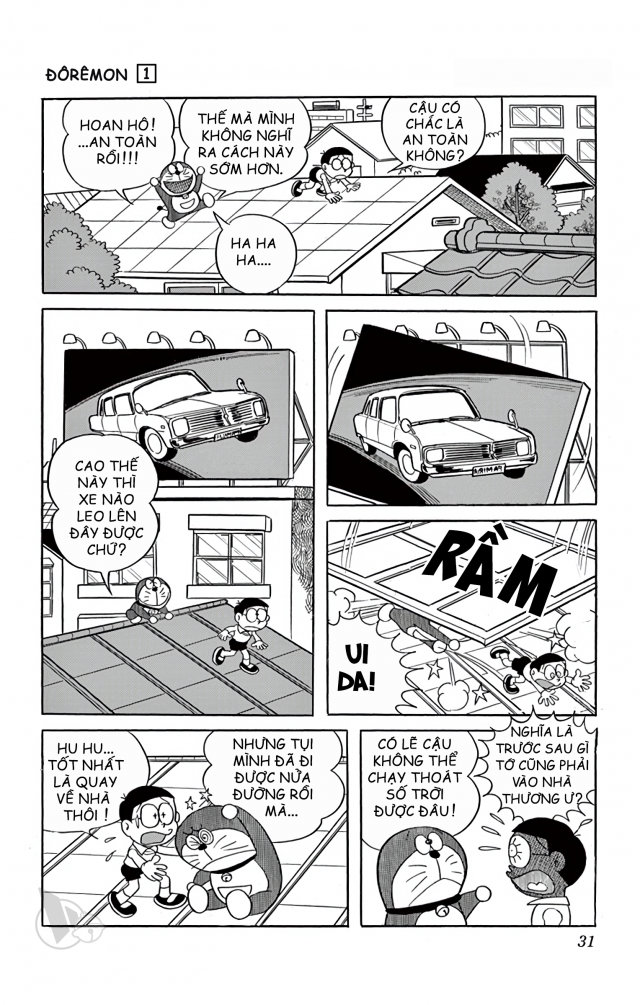 ĐÔRÊMON 1
HOAN HÔ!
...AN TOÀN
RỒI!!!
THẾ MÀ MÌNH
KHÔNG NGHĨ
RA CÁCH NÀY
SỚM HƠN.
CẬU CÓ
CHẮC LÀ
AN TOÀN
KHÔNG?
HA HA
HA....
CAO THẾ
NÀY THÌ
XE NÀO
LEO LÊN
ĐÂY ĐƯỢC
CHỨ?
RẦM
UI
DA!
HU HU...
TỐT NHẤT
LÀ QUAY
VỀ NHÀ
THÔI!
NHƯNG TỤI
MÌNH ĐÃ ĐI
ĐƯỢC NỬA
ĐƯỜNG RỒI
MÀ...
CÓ LẼ CẬU
KHÔNG THỂ
CHẠY THOÁT
SỐ TRỜI
ĐƯỢC ĐÂU!
NGHĨA LÀ
TRƯỚC SAU GÌ
TỚ CŨNG PHẢI
VÀO NHÀ
THƯƠNG Ư?
31